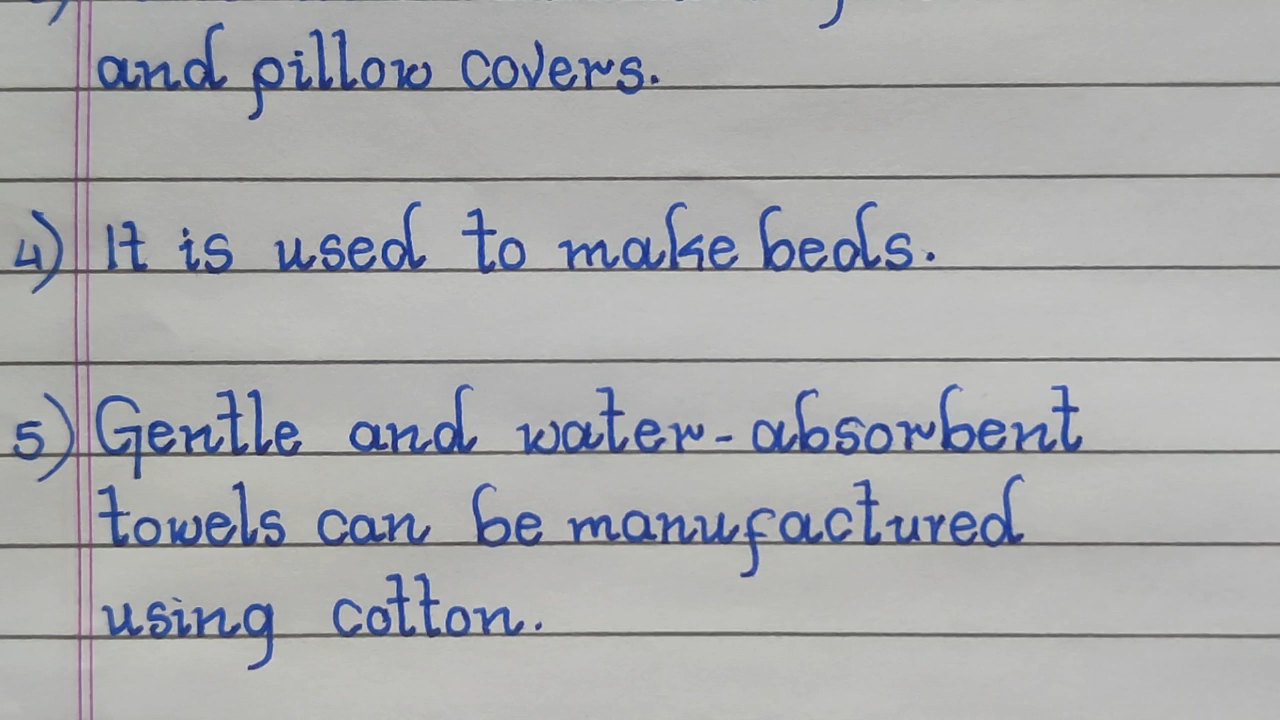 and pillow covers.
4) It is used to make beds.
5) Gentle and water-absorbent
towels can be manufactured
using cotton.